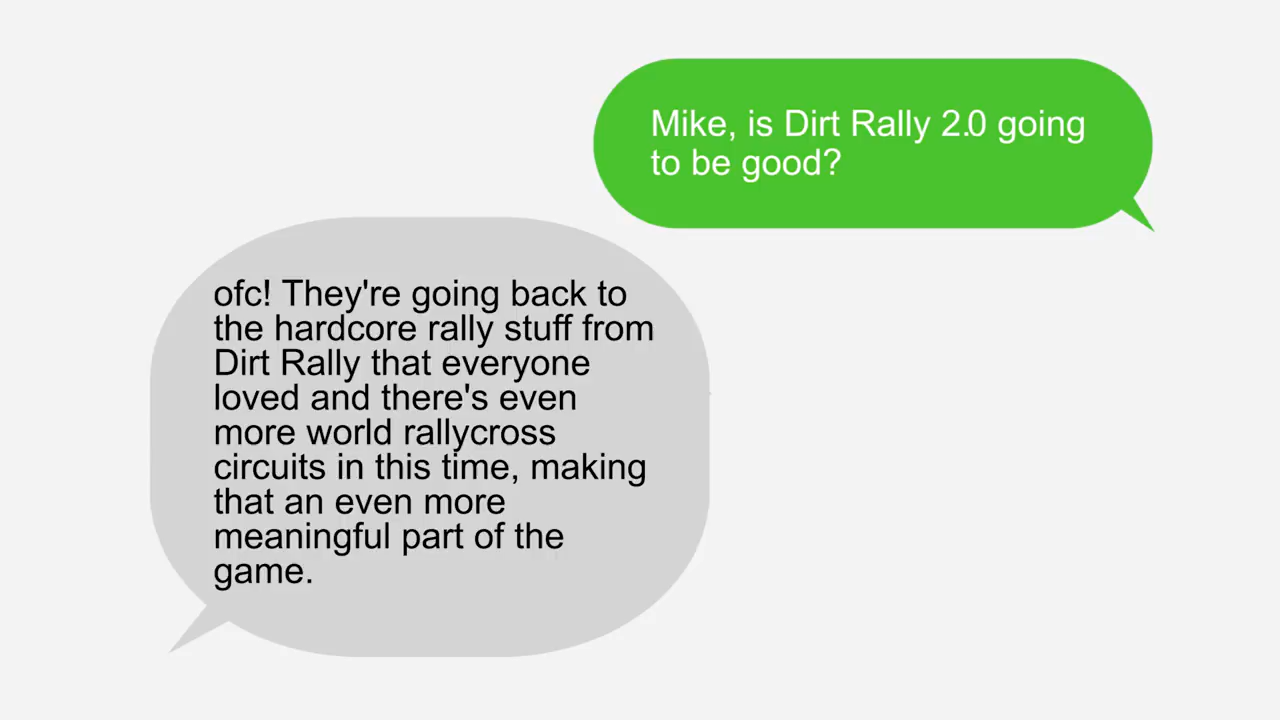 Mike, is Dirt Rally 2.0 going
to be good?
ofc! They're going back to
the hardcore rally stuff from
Dirt Rally that everyone
loved and there's even
more world rallycross
circuits in this time, making
that an even more
meaningful part of the
game.